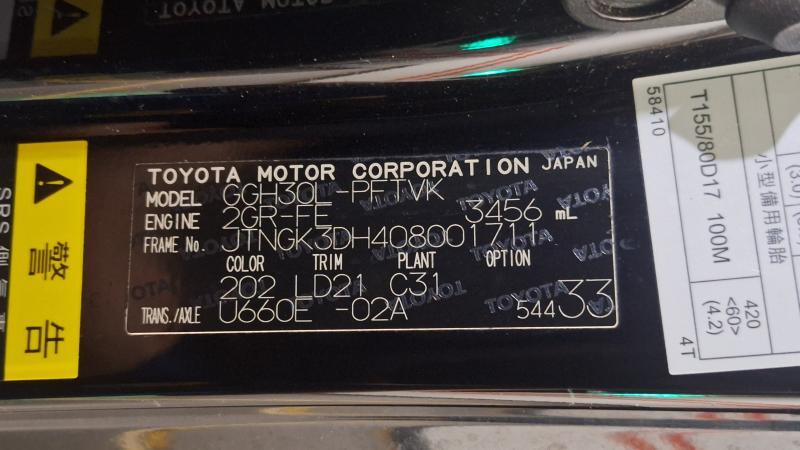 TOYOTA MOTOR CORPORATION JAPAN
MODEL GGH30L-PFTVK
ENGINE 2GR-FE 3456 mL
FRAME No. JTNGK3DH408001711
COLOR TRIM PLANT OPTION
202 LD21 C31
TRANS./AXLE U660E -02A 54433
警告
SRS
58410
T155/80D17 100M
小型備用輪胎
420
<60>
(4.2)
4T